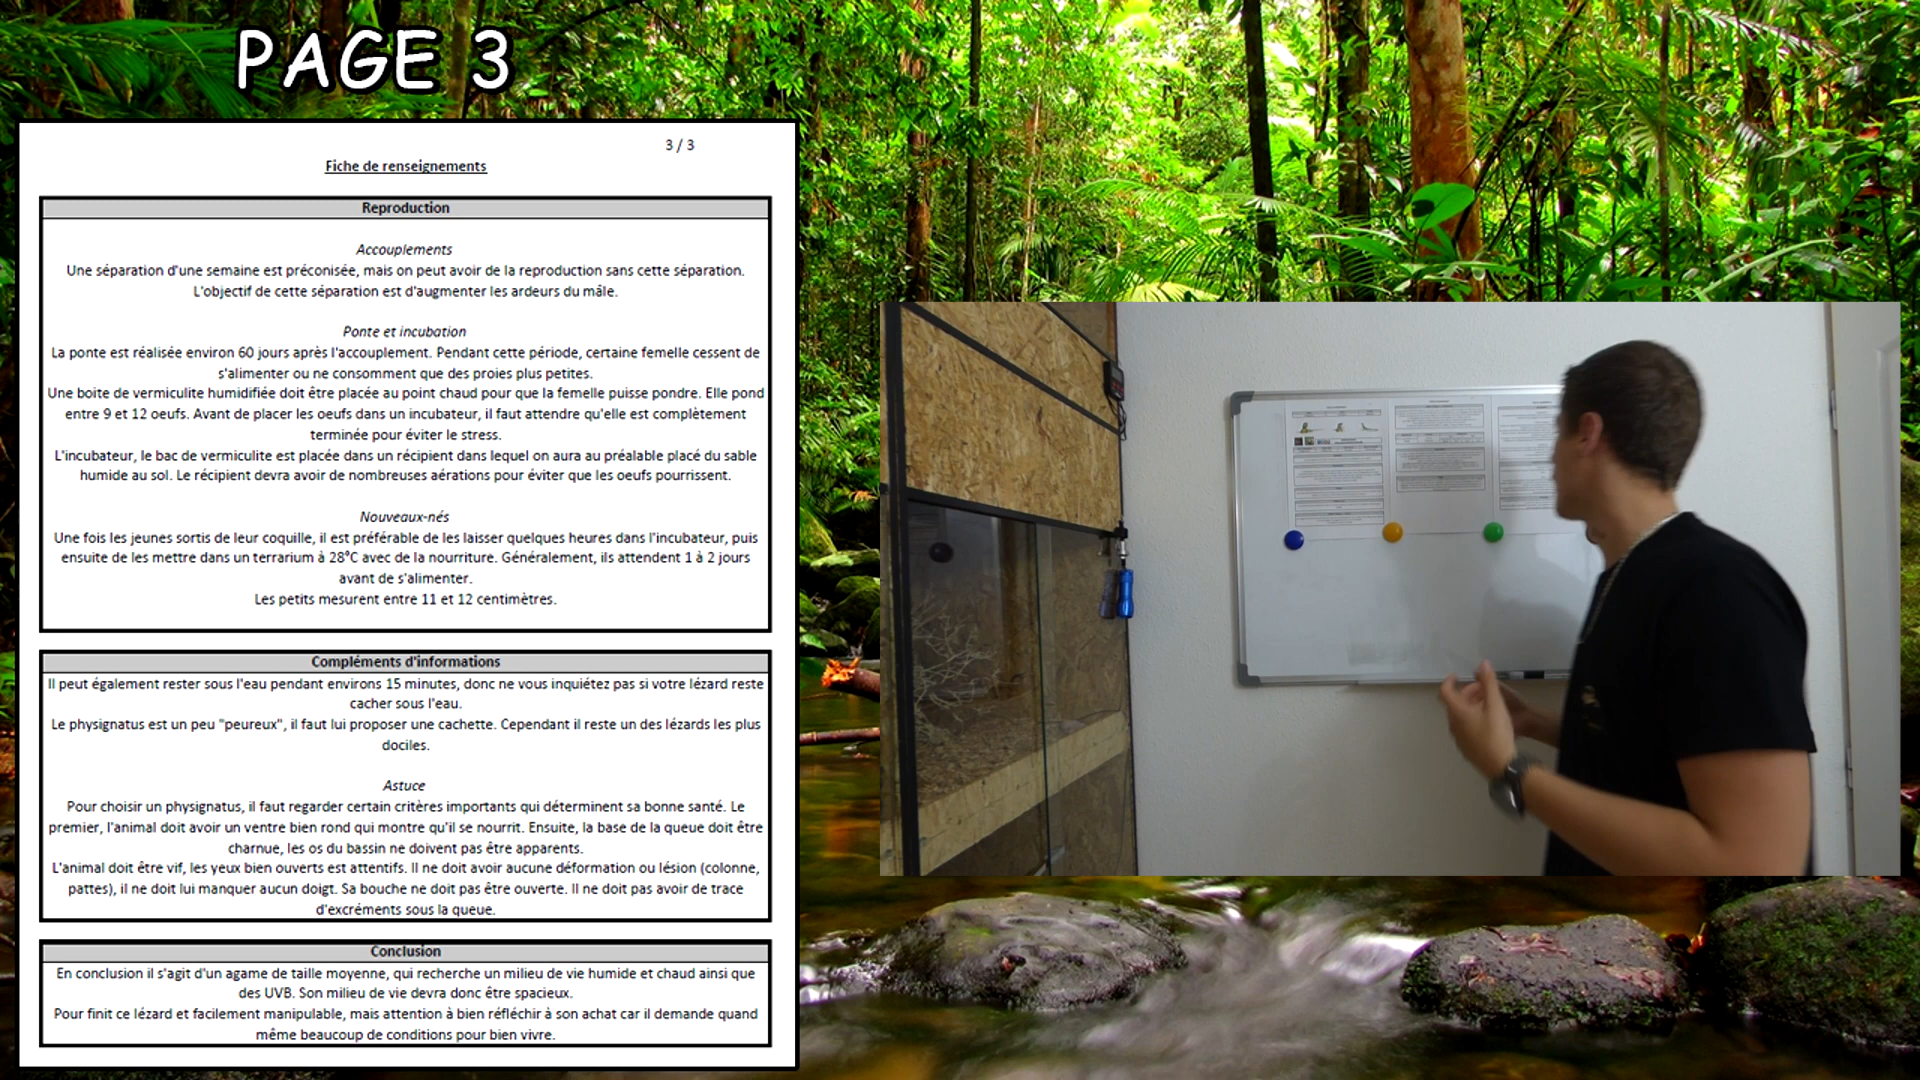 PAGE 3
3 / 3
Fiche de renseignements
Reproduction
Accouplements
Une séparation d'une semaine est préconisée, mais on peut avoir de la reproduction sans cette séparation.
L'objectif de cette séparation est d'augmenter les ardeurs du mâle.
Ponte et incubation
La ponte est réalisée environ 60 jours après l'accouplement. Pendant cette période, certaine femelle cessent de
s'alimenter ou ne consomment que des proies plus petites.
Une boite de vermiculite humidifiée doit être placée au point chaud pour que la femelle puisse pondre. Elle pond
entre 9 et 12 oeufs. Avant de placer les oeufs dans un incubateur, il faut attendre qu'elle est complètement
terminée pour éviter le stress.
L'incubateur, le bac de vermiculite est placée dans un récipient dans lequel on aura au préalable placé du sable
humide au sol. Le récipient devra avoir de nombreuses aérations pour éviter que les oeufs pourrissent.
Nouveaux-nés
Une fois les jeunes sortis de leur coquille, il est préférable de les laisser quelques heures dans l'incubateur, puis
ensuite de les mettre dans un terrarium à 28°C avec de la nourriture. Généralement, ils attendent 1 à 2 jours
avant de s'alimenter.
Les petits mesurent entre 11 et 12 centimètres.
Compléments d'informations
Il peut également rester sous l'eau pendant environs 15 minutes, donc ne vous inquiétez pas si votre lézard reste
cacher sous l'eau.
Le physignatus est un peu "peureux", il faut lui proposer une cachette. Cependant il reste un des lézards les plus
dociles.
Astuce
Pour choisir un physignatus, il faut regarder certain critères importants qui déterminent sa bonne santé. Le
premier, l'animal doit avoir un ventre bien rond qui montre qu'il se nourrit. Ensuite, la base de la queue doit être
charnue, les os du bassin ne doivent pas être apparents.
L'animal doit être vif, les yeux bien ouverts est attentifs. Il ne doit avoir aucune déformation ou lésion (colonne,
pattes), il ne doit lui manquer aucun doigt. Sa bouche ne doit pas être ouverte. Il ne doit pas avoir de trace
d'excréments sous la queue.
Conclusion
En conclusion il s'agit d'un agame de taille moyenne, qui recherche un milieu de vie humide et chaud ainsi que
des UVB. Son milieu de vie devra donc être spacieux.
Pour finit ce lézard et facilement manipulable, mais attention à bien réfléchir à son achat car il demande quand
même beaucoup de conditions pour bien vivre.